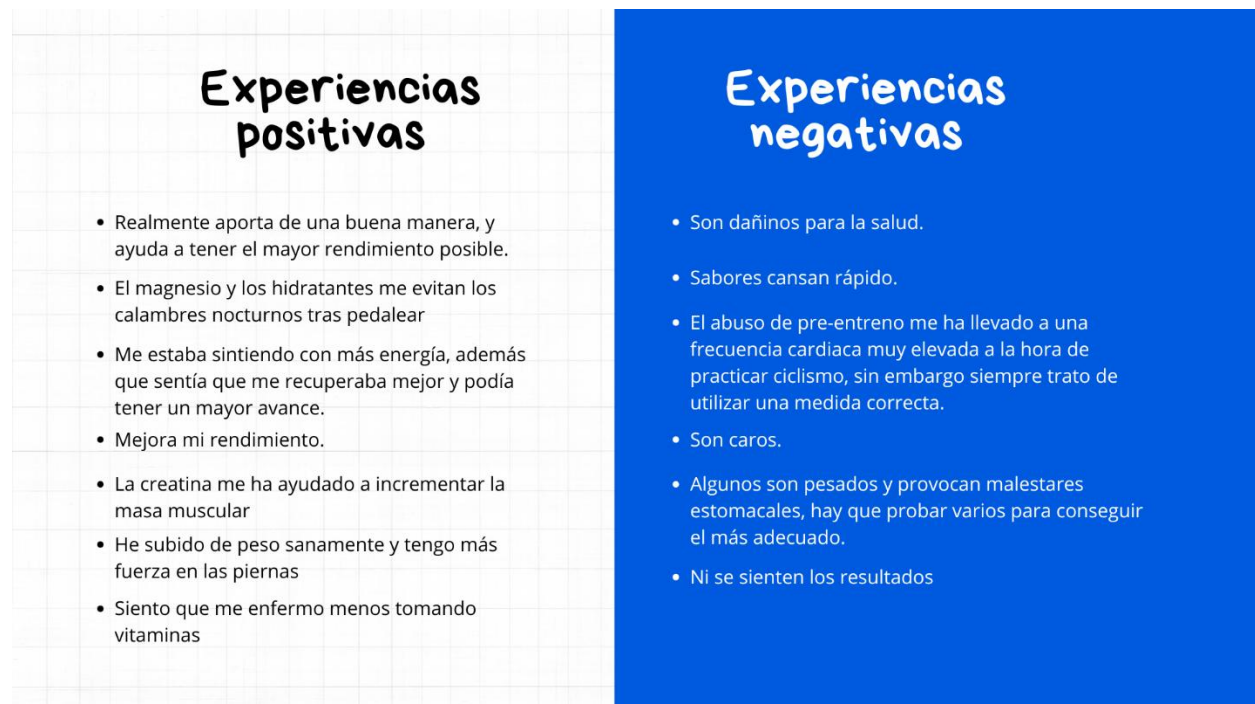 Experiencias
positivas
• Realmente aporta de una buena manera, y
ayuda a tener el mayor rendimiento posible.
• El magnesio y los hidratantes me evitan los
calambres nocturnos tras pedalear
• Me estaba sintiendo con más energía, además
que sentía que me recuperaba mejor y podía
tener un mayor avance.
• Mejora mi rendimiento.
• La creatina me ha ayudado a incrementar la
masa muscular
• He subido de peso sanamente y tengo más
fuerza en las piernas
• Siento que me enfermo menos tomando
vitaminas
Experiencias
negativas
• Son dañinos para la salud.
• Sabores cansan rápido.
• El abuso de pre-entreno me ha llevado a una
frecuencia cardiaca muy elevada a la hora de
practicar ciclismo, sin embargo siempre trato de
utilizar una medida correcta.
• Son caros.
• Algunos son pesados y provocan malestares
estomacales, hay que probar varios para conseguir
el más adecuado.
• Ni se sienten los resultados